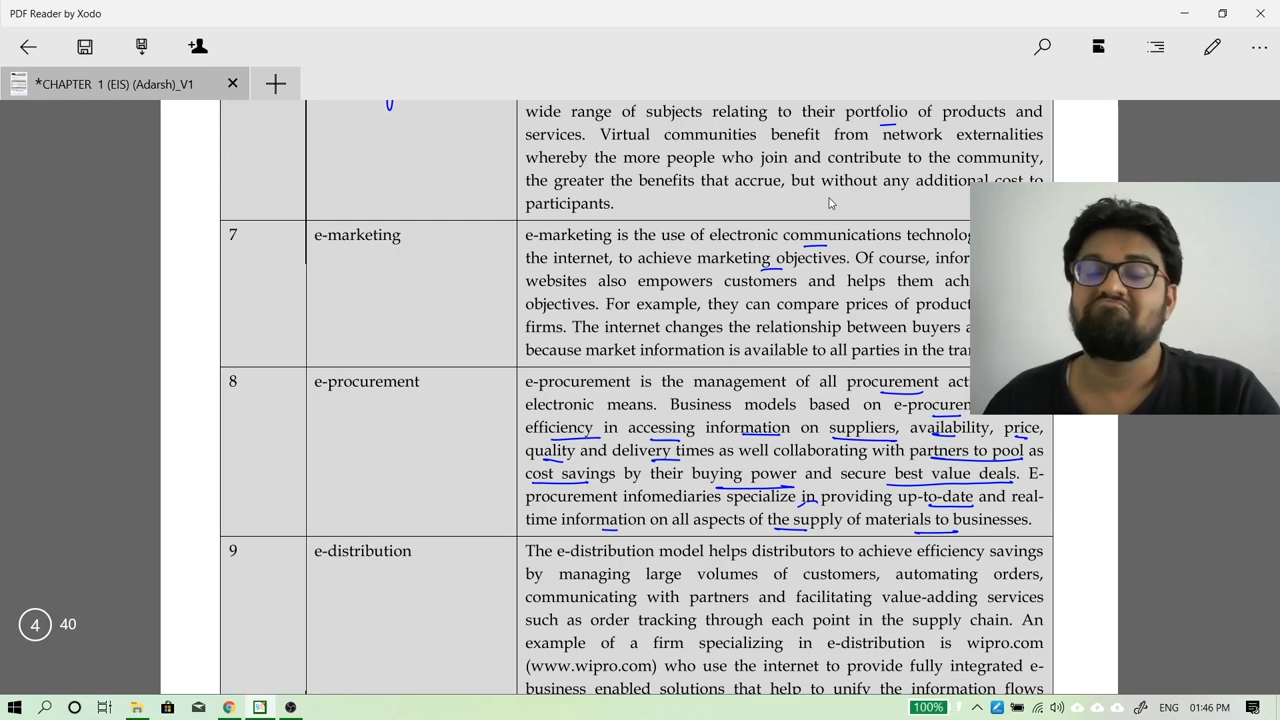 PDF Reader by Xodo
*CHAPTER 1 (EIS) (Adarsh)_V1
wide range of subjects relating to their portfolio of products and
services. Virtual communities benefit from network externalities
whereby the more people who join and contribute to the community,
the greater the benefits that accrue, but without any additional cost to
participants.
7
e-marketing
e-marketing is the use of electronic communications technolog
the internet, to achieve marketing objectives. Of course, infor
websites also empowers customers and helps them ach
objectives. For example, they can compare prices of product
firms. The internet changes the relationship between buyers a
because market information is available to all parties in the tran
8
e-procurement
e-procurement is the management of all procurement act
electronic means. Business models based on e-procurem
efficiency in accessing information on suppliers, availability, price,
quality and delivery times as well collaborating with partners to pool as
cost savings by their buying power and secure best value deals. E-
procurement infomediaries specialize in providing up-to-date and real-
time information on all aspects of the supply of materials to businesses.
9
e-distribution
The e-distribution model helps distributors to achieve efficiency savings
by managing large volumes of customers, automating orders,
communicating with partners and facilitating value-adding services
such as order tracking through each point in the supply chain. An
example of a firm specializing in e-distribution is wipro.com
(www.wipro.com) who use the internet to provide fully integrated e-
business enabled solutions that help to unify the information flows
4 40
100%
ENG
01:46 PM